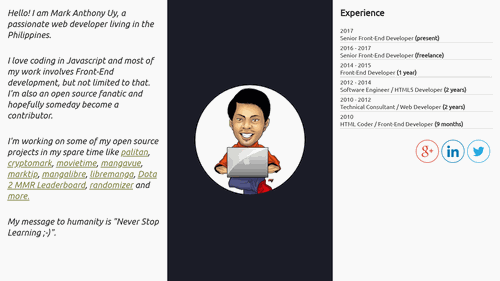 Hello! I am Mark Anthony Uy, a
passionate web developer living in the
Philippines.
I love coding in Javascript and most of
my work involves Front-End
development, but not limited to that.
I'm also an open source fanatic and
hopefully someday become a
contributor.
I'm working on some of my open source
projects in my spare time like palitan,
cryptomark, movietime, mangavue,
marktip, mangalibre, libremanga, Dota
2 MMR Leaderboard, randomizer and
more.
My message to humanity is "Never Stop
Learning ;-)".
Experience
2017
Senior Front-End Developer (present)
2016 - 2017
Senior Front-End Developer (freelance)
2014 - 2015
Front-End Developer (1 year)
2012 - 2014
Software Engineer / HTML5 Developer (2 years)
2010 - 2012
Technical Consultant / Web Developer (2 years)
2010
HTML Coder / Front-End Developer (9 months)
g+
in